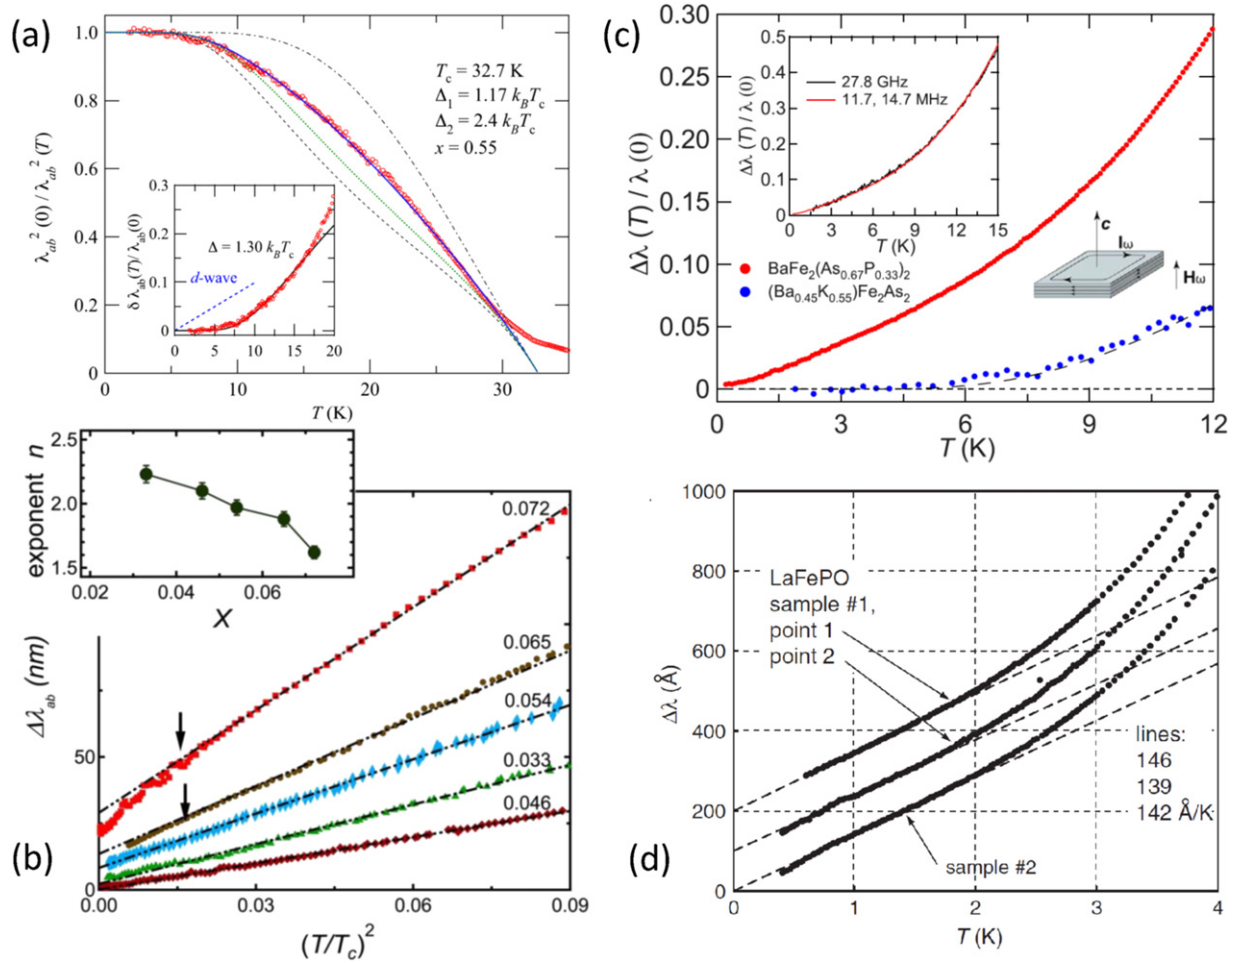 (a)
1.0
0.8
0.6
0.4
0.2
0
λab²(0)/λab²(T)
Tc = 32.7 K
Δ1 = 1.17 kBTc
Δ2 = 2.4 kBTc
x = 0.55
0.3
0.2
0.1
0
δ λab(T)/λab(0)
Δ = 1.30 kBTc
d-wave
0 5 10 15 20
0 10 20 30
T (K)
(c)
0.30
0.25
0.20
0.15
0.10
0.05
0
Δλ (T) / λ (0)
0.5
0.4
0.3
0.2
0.1
0
Δλ (T) / λ (0)
27.8 GHz
11.7, 14.7 MHz
0 3 6 9 12 15
T (K)
BaFe2(As0.67P0.33)2
(Ba0.45K0.55)Fe2As2
c
Iω
Hω
0 3 6 9 12
T (K)
2.5
2.0
1.5
exponent n
0.02 0.04 0.06
X
0.072
0.065
0.054
0.033
0.046
50
0
Δλab (nm)
(b)
0.00 0.03 0.06 0.09
(T/Tc)²
1000
800
600
400
200
0
Δλ (Å)
LaFePO
sample #1,
point 1
point 2
lines:
146
139
142 Å/K
sample #2
(d)
0 1 2 3 4
T (K)